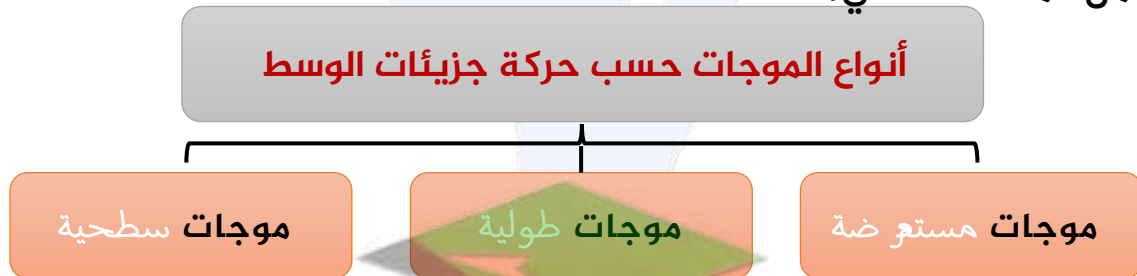 أنواع الموجات حسب حركة جزيئات الوسط
موجات مستعرضة
موجات طولية
موجات سطحية